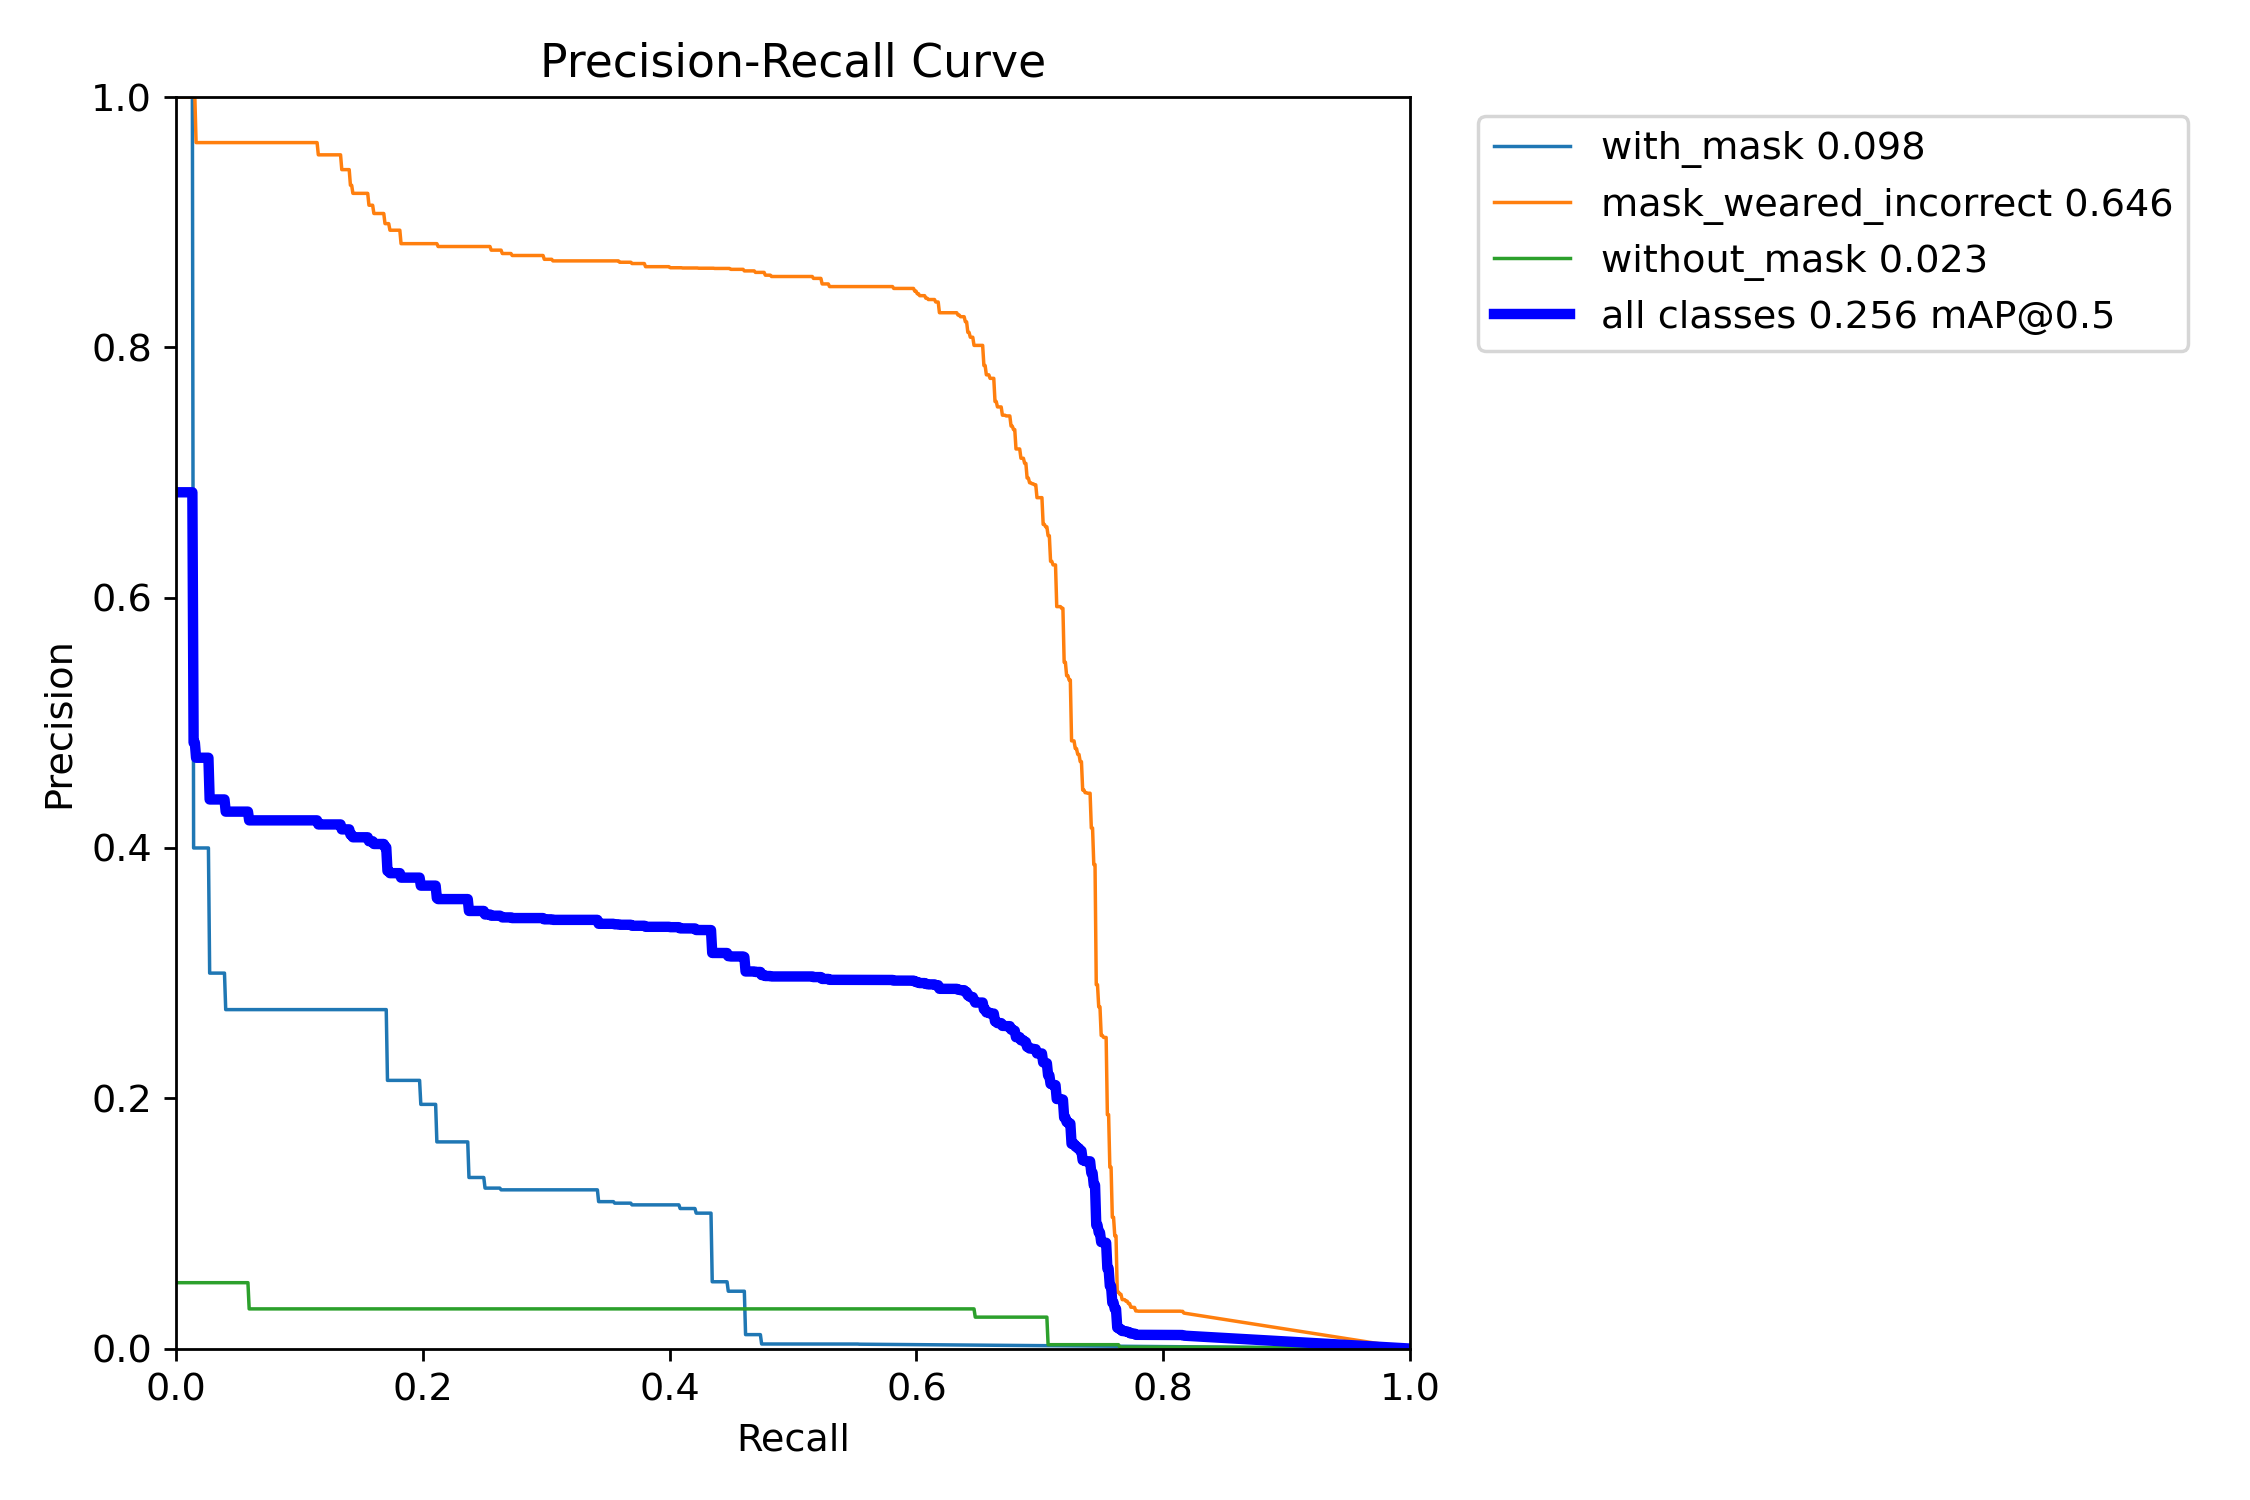 Precision-Recall Curve
1.0
0.8
0.6
0.4
0.2
0.0
Precision
0.0 0.2 0.4 0.6 0.8 1.0
Recall
with_mask 0.098
mask_weared_incorrect 0.646
without_mask 0.023
all classes 0.256 mAP@0.5